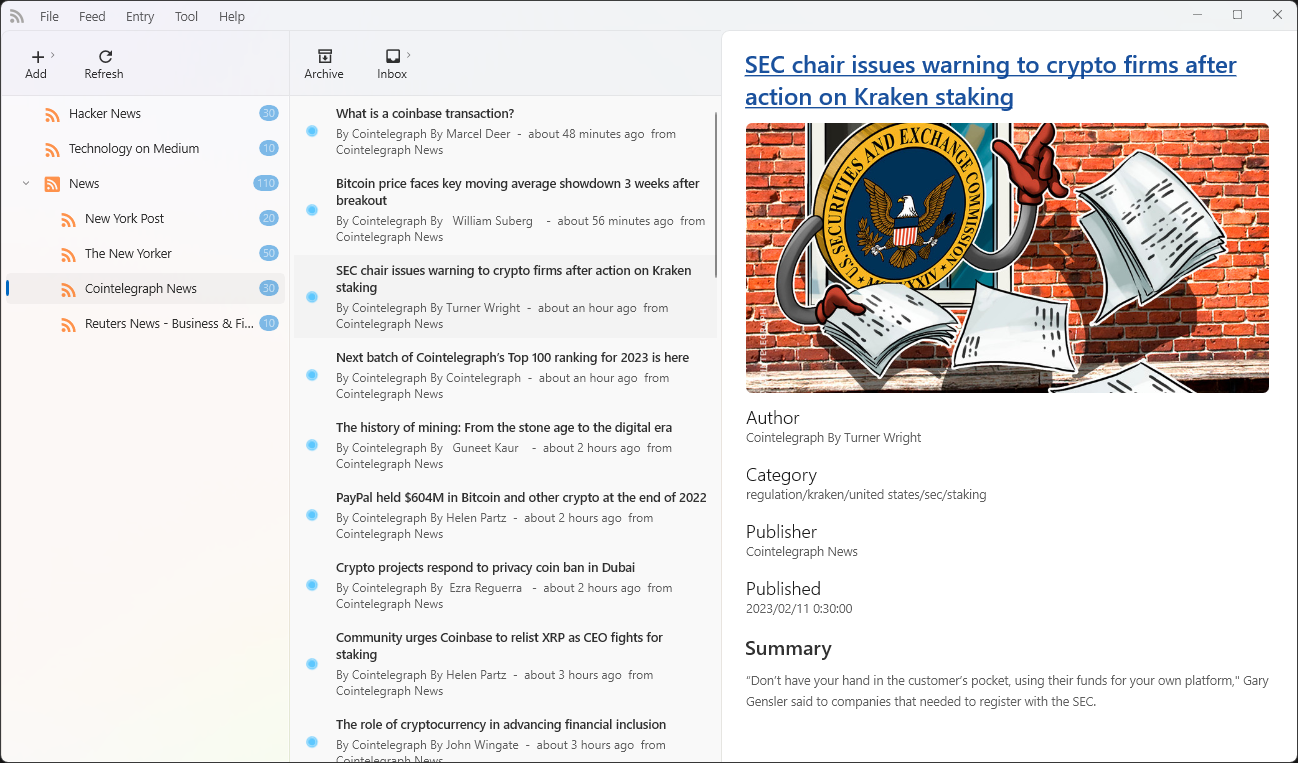 File Feed Entry Tool Help
Add
Refresh
Archive
Inbox
Hacker News 30
Technology on Medium 10
News 110
New York Post 20
The New Yorker 50
Cointelegraph News 30
Reuters News - Business & Fi... 10
What is a coinbase transaction?
By Cointelegraph By Marcel Deer - about 48 minutes ago from
Cointelegraph News
Bitcoin price faces key moving average showdown 3 weeks after
breakout
By Cointelegraph By William Suberg - about 56 minutes ago from
Cointelegraph News
SEC chair issues warning to crypto firms after action on Kraken
staking
By Cointelegraph By Turner Wright - about an hour ago from
Cointelegraph News
Next batch of Cointelegraph’s Top 100 ranking for 2023 is here
By Cointelegraph By Cointelegraph - about an hour ago from
Cointelegraph News
The history of mining: From the stone age to the digital era
By Cointelegraph By Guneet Kaur - about 2 hours ago from
Cointelegraph News
PayPal held $604M in Bitcoin and other crypto at the end of 2022
By Cointelegraph By Helen Partz - about 2 hours ago from
Cointelegraph News
Crypto projects respond to privacy coin ban in Dubai
By Cointelegraph By Ezra Reguerra - about 2 hours ago from
Cointelegraph News
Community urges Coinbase to relist XRP as CEO fights for
staking
By Cointelegraph By Helen Partz - about 3 hours ago from
Cointelegraph News
The role of cryptocurrency in advancing financial inclusion
By Cointelegraph By John Wingate - about 3 hours ago from
Cointelegraph News
SEC chair issues warning to crypto firms after
action on Kraken staking
U.S. SECURITIES AND EXCHANGE COMMISSION
Author
Cointelegraph By Turner Wright
Category
regulation/kraken/united states/sec/staking
Publisher
Cointelegraph News
Published
2023/02/11 0:30:00
Summary
“Don’t have your hand in the customer’s pocket, using their funds for your own platform,” Gary
Gensler said to companies that needed to register with the SEC.